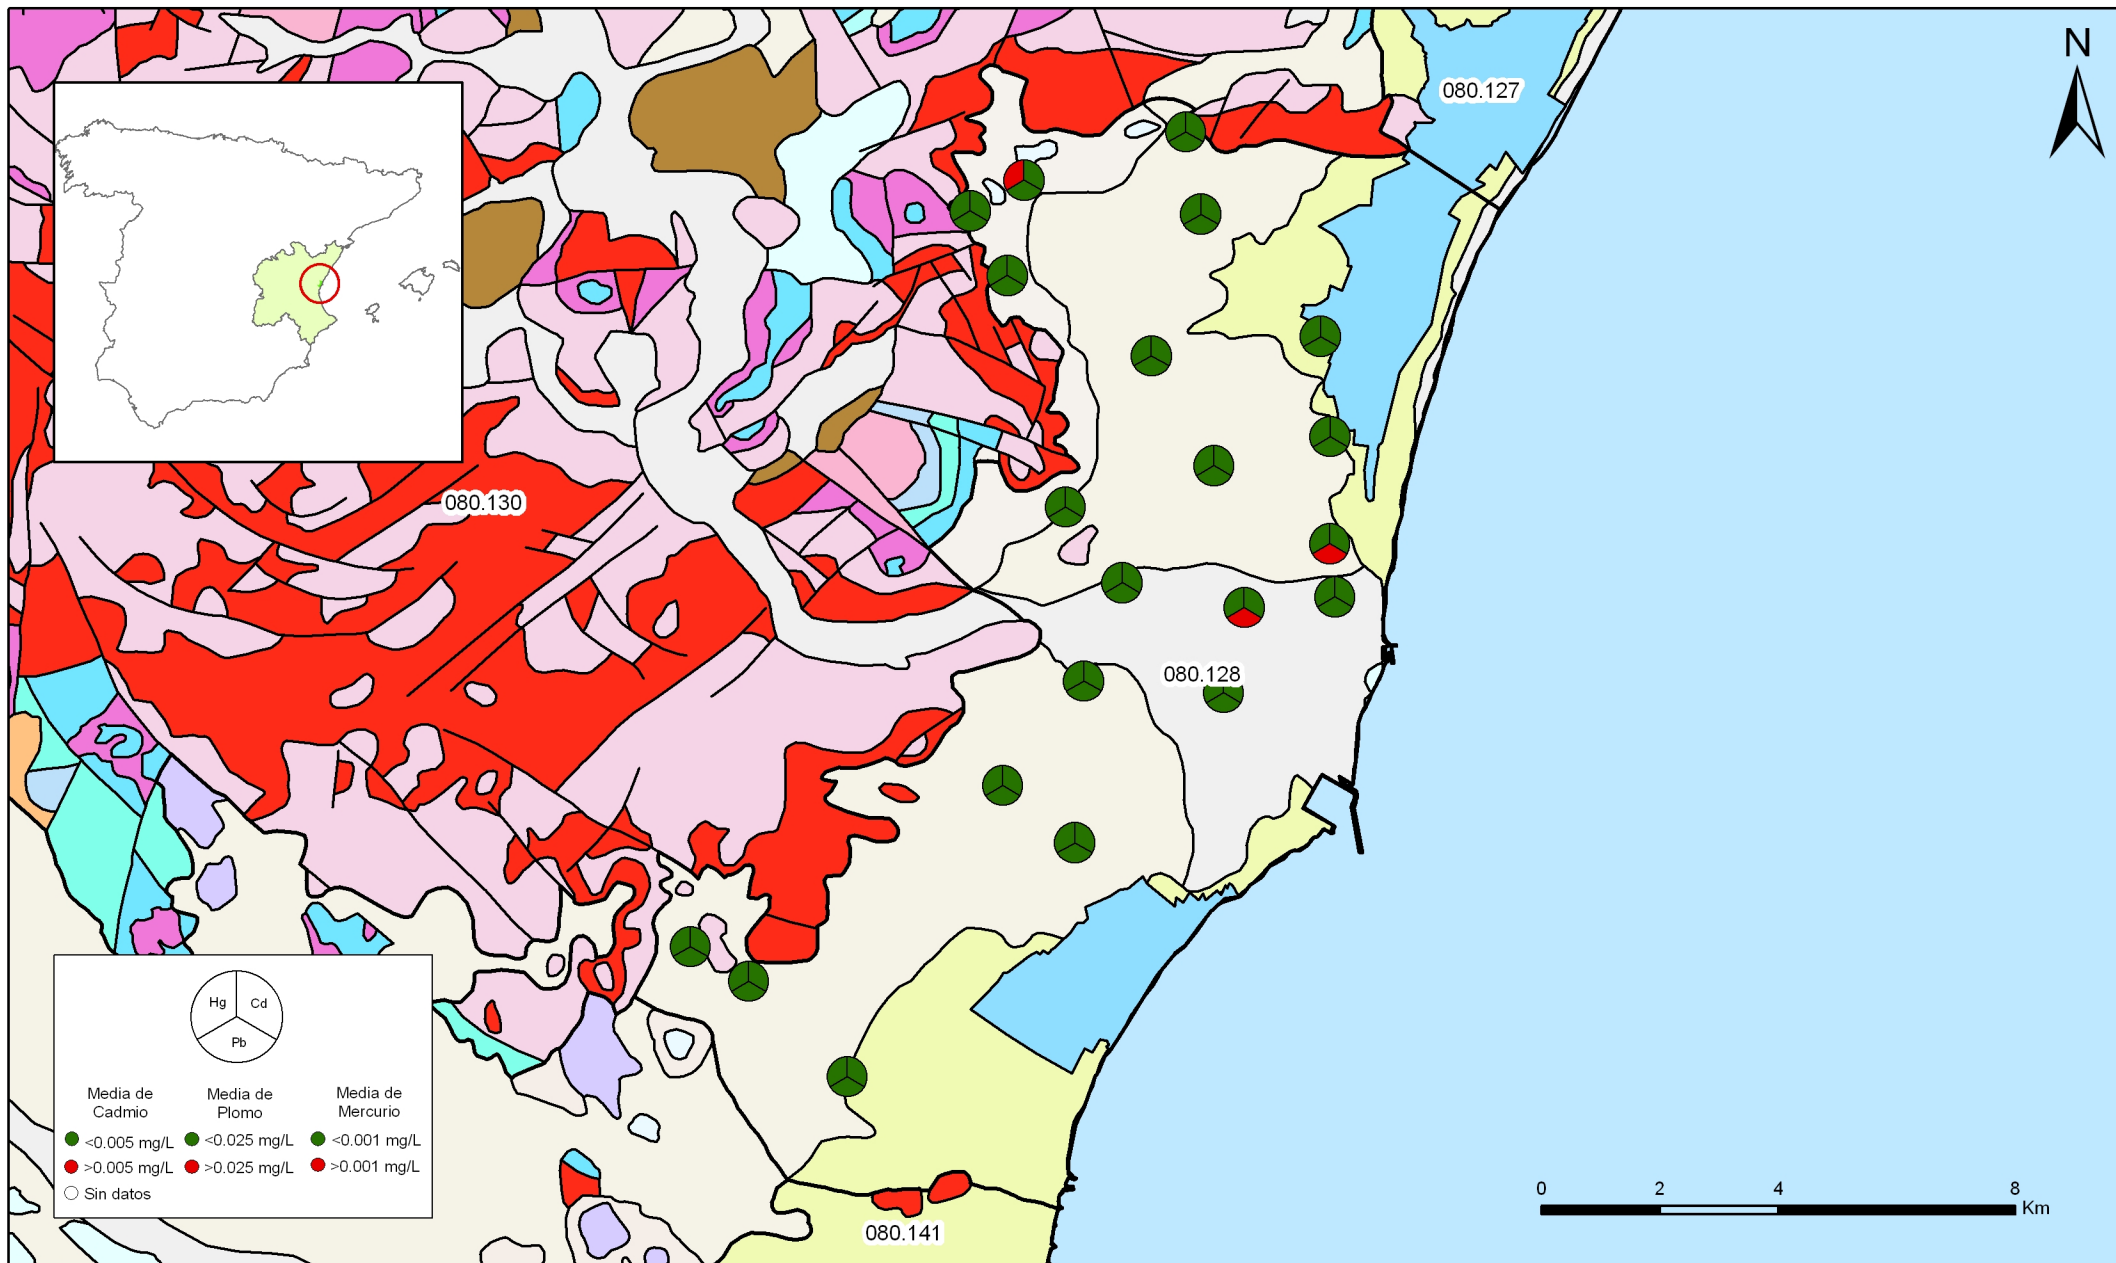 N
080.127
080.130
080.128
Hg
Cd
Pb
Media de
Cadmio
Media de
Plomo
Media de
Mercurio
<0.005 mg/L
<0.025 mg/L
<0.001 mg/L
>0.005 mg/L
>0.025 mg/L
>0.001 mg/L
Sin datos
0
2
4
8
Km
080.141